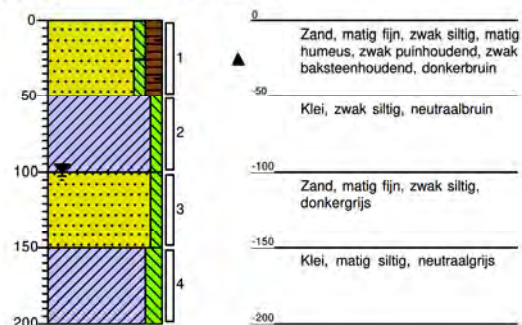 0
50
100
150
200
1
2
3
4
0
Zand, matig fijn, zwak siltig, matig
humeus, zwak puinhoudend, zwak
baksteenhoudend, donkerbruin
-50
Klei, zwak siltig, neutraalbruin
-100
Zand, matig fijn, zwak siltig,
donkergrijs
-150
Klei, matig siltig, neutraalgrijs
-200